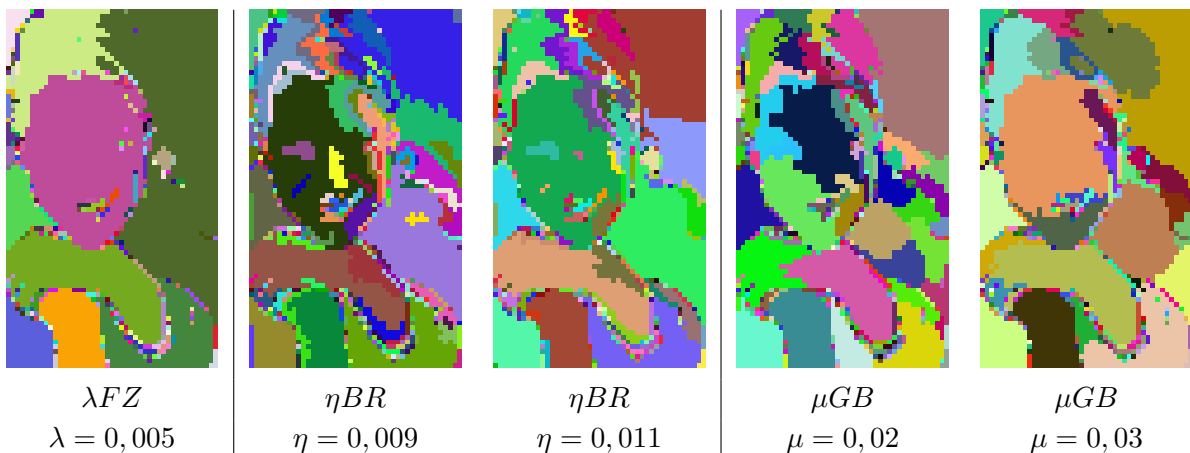 λFZ ηBR ηBR μGB μGB
λ = 0,005 η = 0,009 η = 0,011 μ = 0,02 μ = 0,03